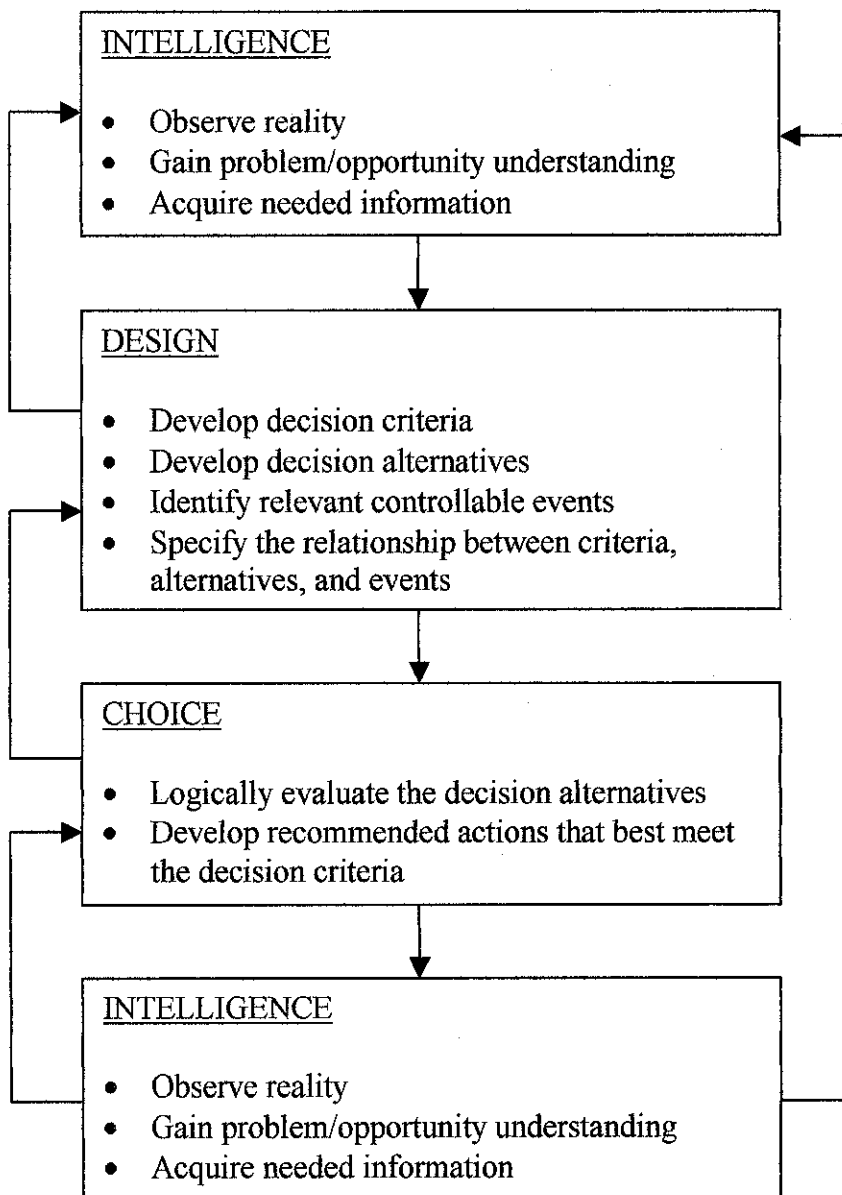 INTELLIGENCE
• Observe reality
• Gain problem/opportunity understanding
• Acquire needed information
DESIGN
• Develop decision criteria
• Develop decision alternatives
• Identify relevant controllable events
• Specify the relationship between criteria,
alternatives, and events
CHOICE
• Logically evaluate the decision alternatives
• Develop recommended actions that best meet
the decision criteria
INTELLIGENCE
• Observe reality
• Gain problem/opportunity understanding
• Acquire needed information